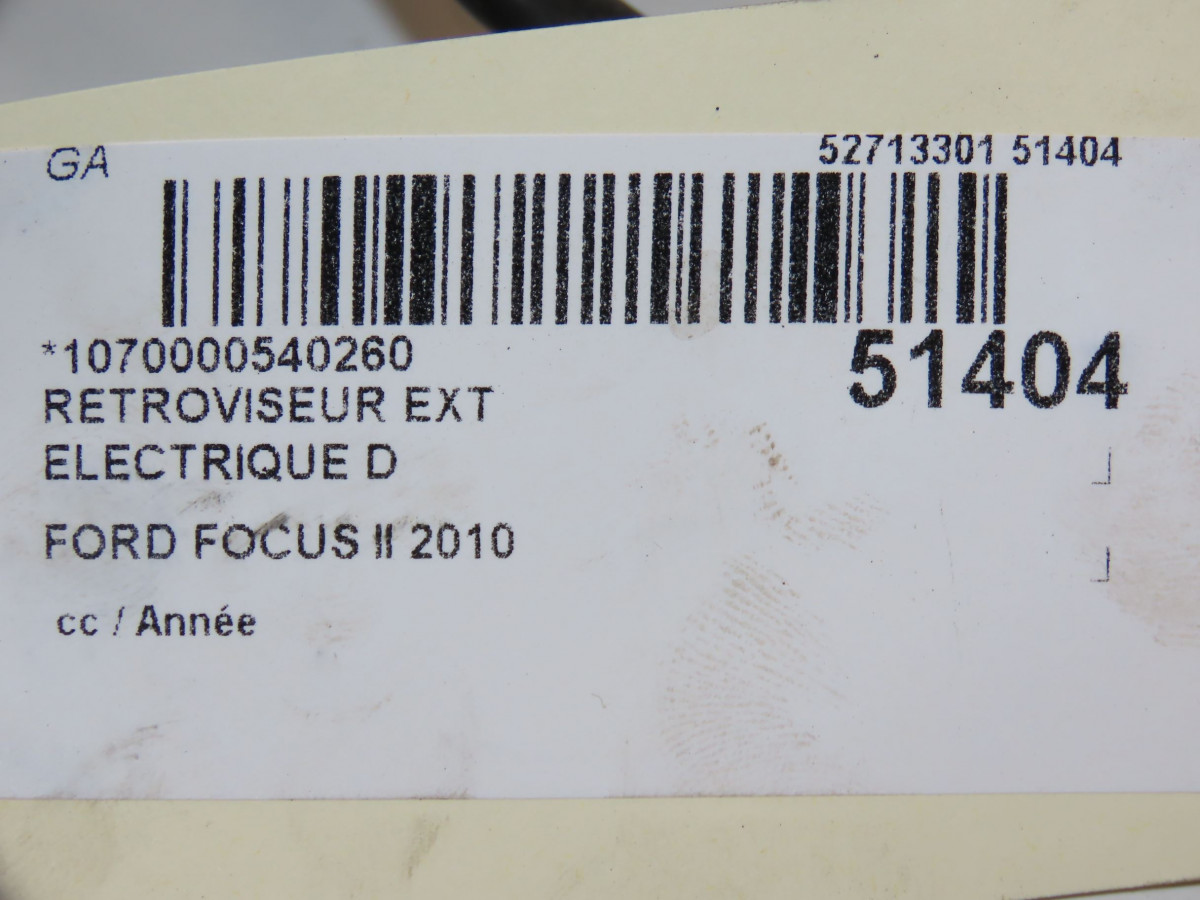 GA
52713301 51404
*1070000540260
51404
RETROVISEUR EXT
ELECTRIQUE D
FORD FOCUS II 2010
cc / Année